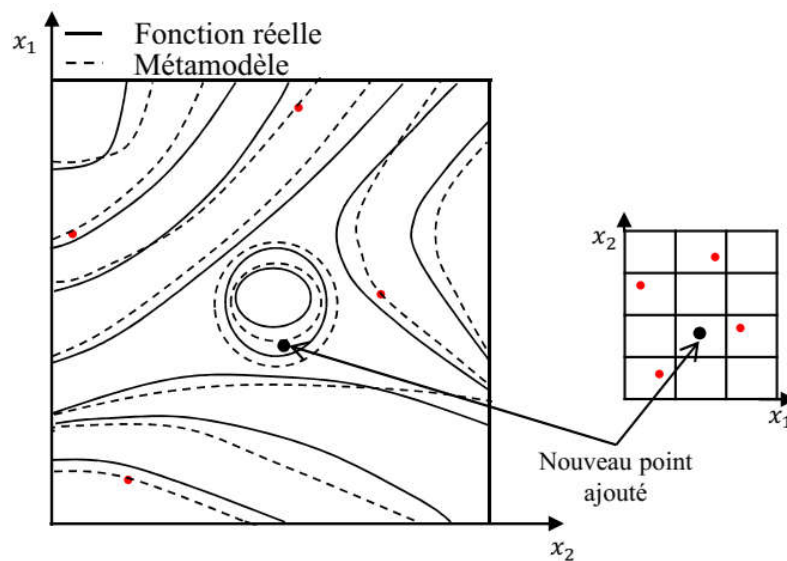 x₁
Fonction réelle
Métamodèle
x₂
x₁
Nouveau point
ajouté
x₂